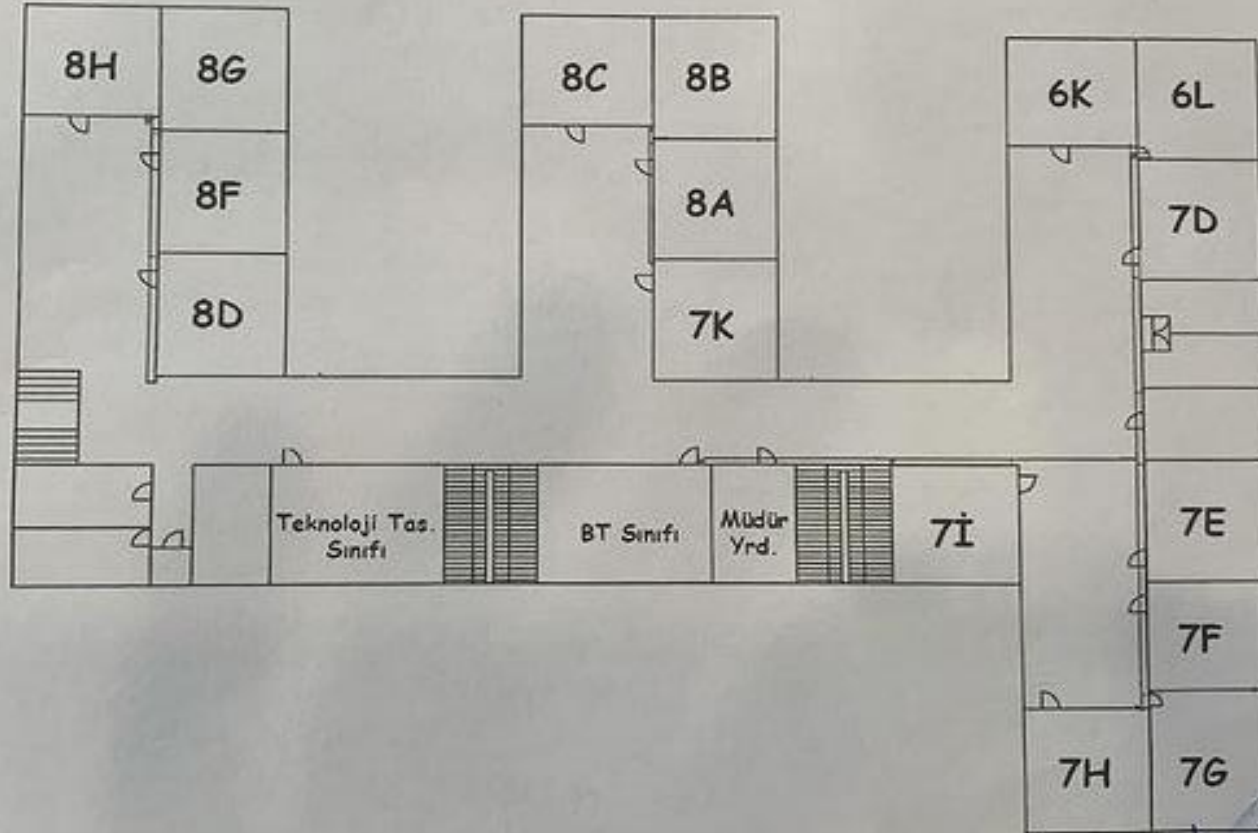 8H
8G
8C
8B
6K
6L
8F
8A
7D
8D
7K
Teknoloji Tas.
Sınıfı
BT Sınıfı
Müdür
Yrd.
7İ
7E
7F
7H
7G